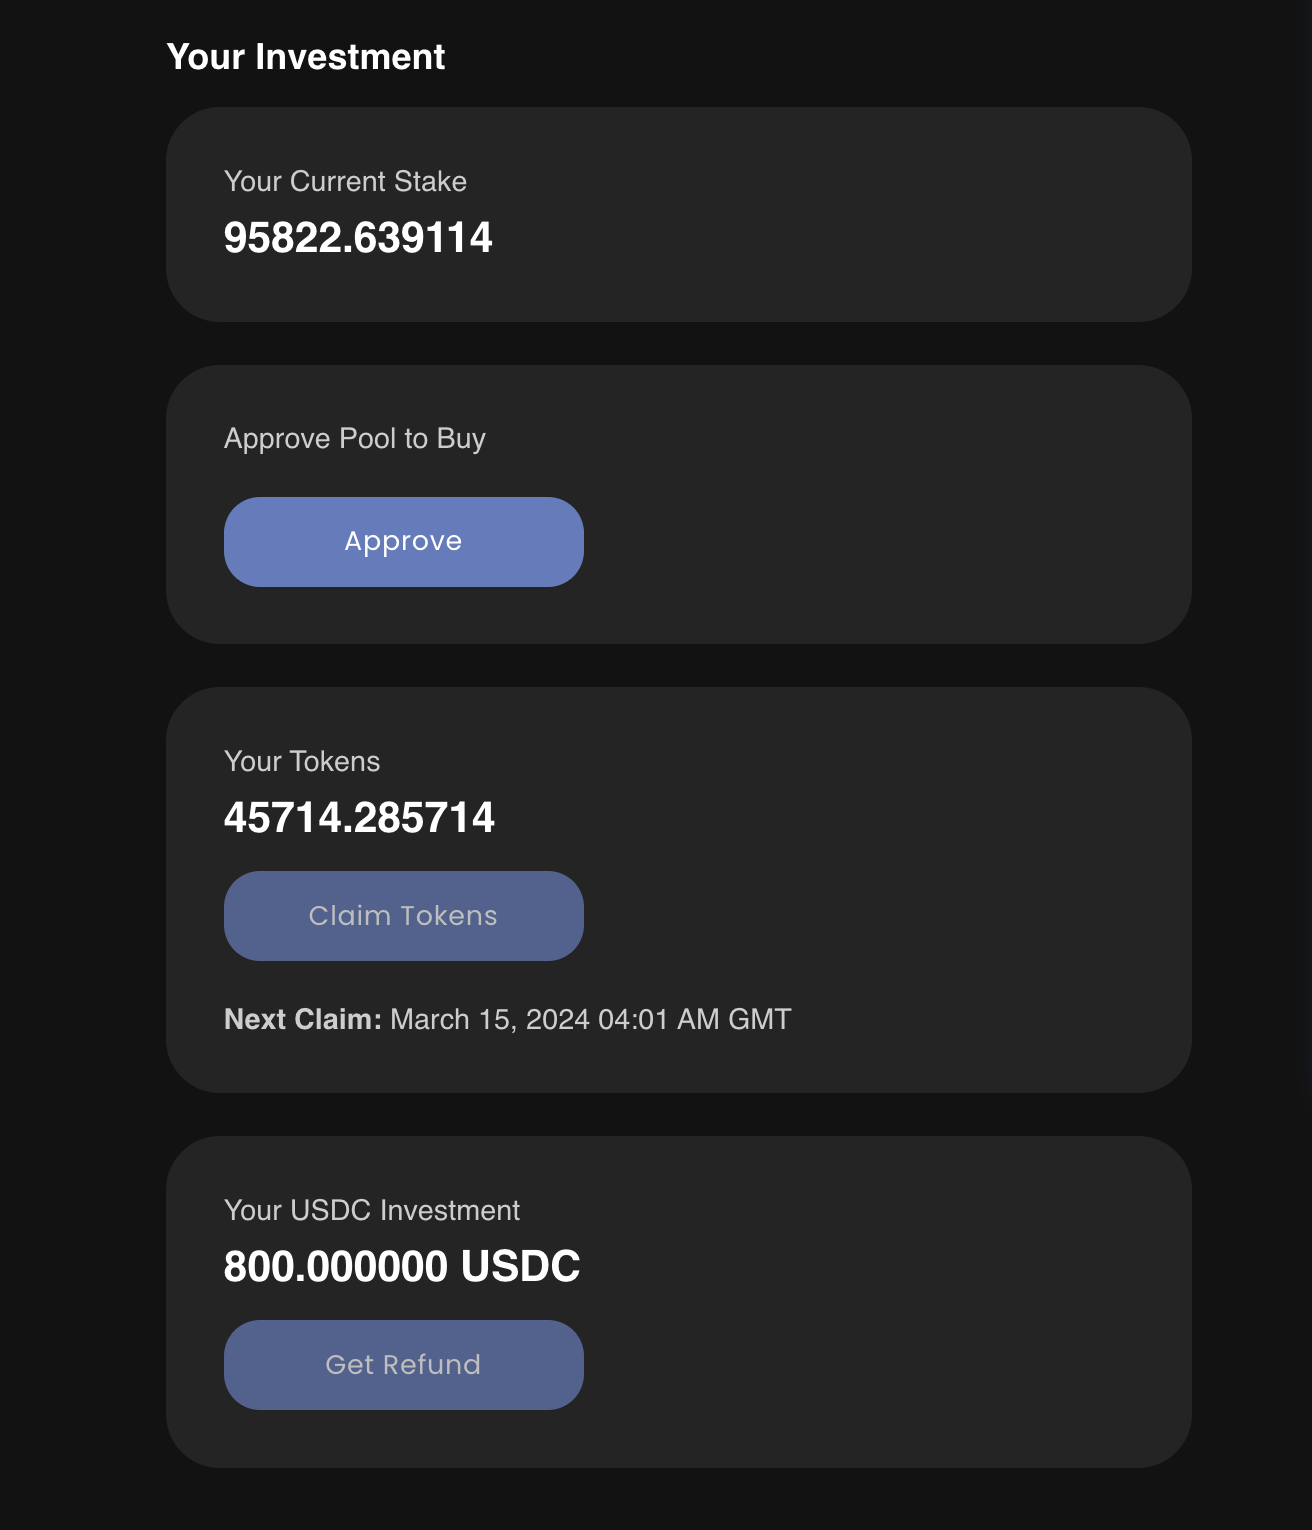 Your Investment
Your Current Stake
95822.639114
Approve Pool to Buy
Approve
Your Tokens
45714.285714
Claim Tokens
Next Claim: March 15, 2024 04:01 AM GMT
Your USDC Investment
800.000000 USDC
Get Refund